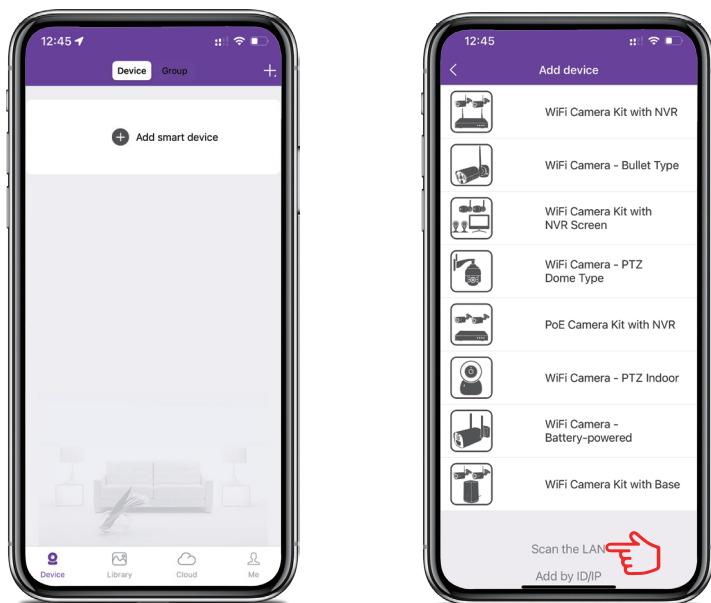 12:45
Device
Group
Add smart device
Device
Library
Cloud
Me
12:45
Add device
WiFi Camera Kit with NVR
WiFi Camera - Bullet Type
WiFi Camera Kit with
NVR Screen
WiFi Camera - PTZ
Dome Type
PoE Camera Kit with NVR
WiFi Camera - PTZ Indoor
WiFi Camera -
Battery-powered
WiFi Camera Kit with Base
Scan the LAN
Add by ID/IP